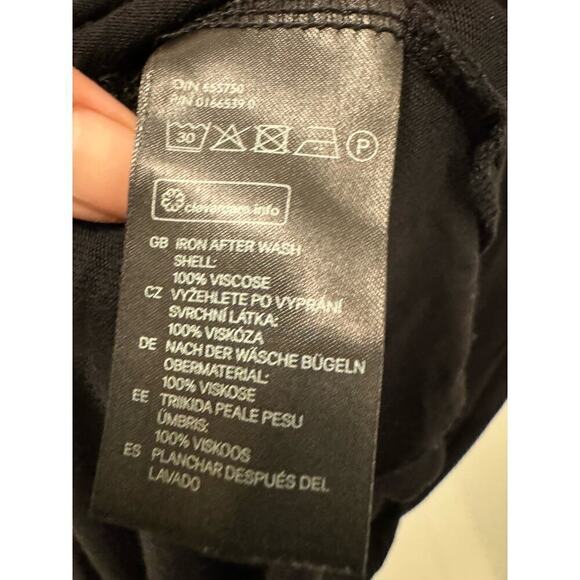 O/N 655750
P/N 0166539 0
30
P
clevercare.info
GB IRON AFTER WASH
SHELL:
100% VISCOSE
CZ VYŽEHLETE PO VYPRÁNÍ
SVRCHNÍ LÁTKA:
100% VISKÓZA
DE NACH DER WÄSCHE BÜGELN
OBERMATERIAL:
100% VISKOSE
EE TRIIKIDA PEALE PESU
ÜMBRIS:
100% VISKOOS
ES PLANCHAR DESPUÉS DEL
LAVADO